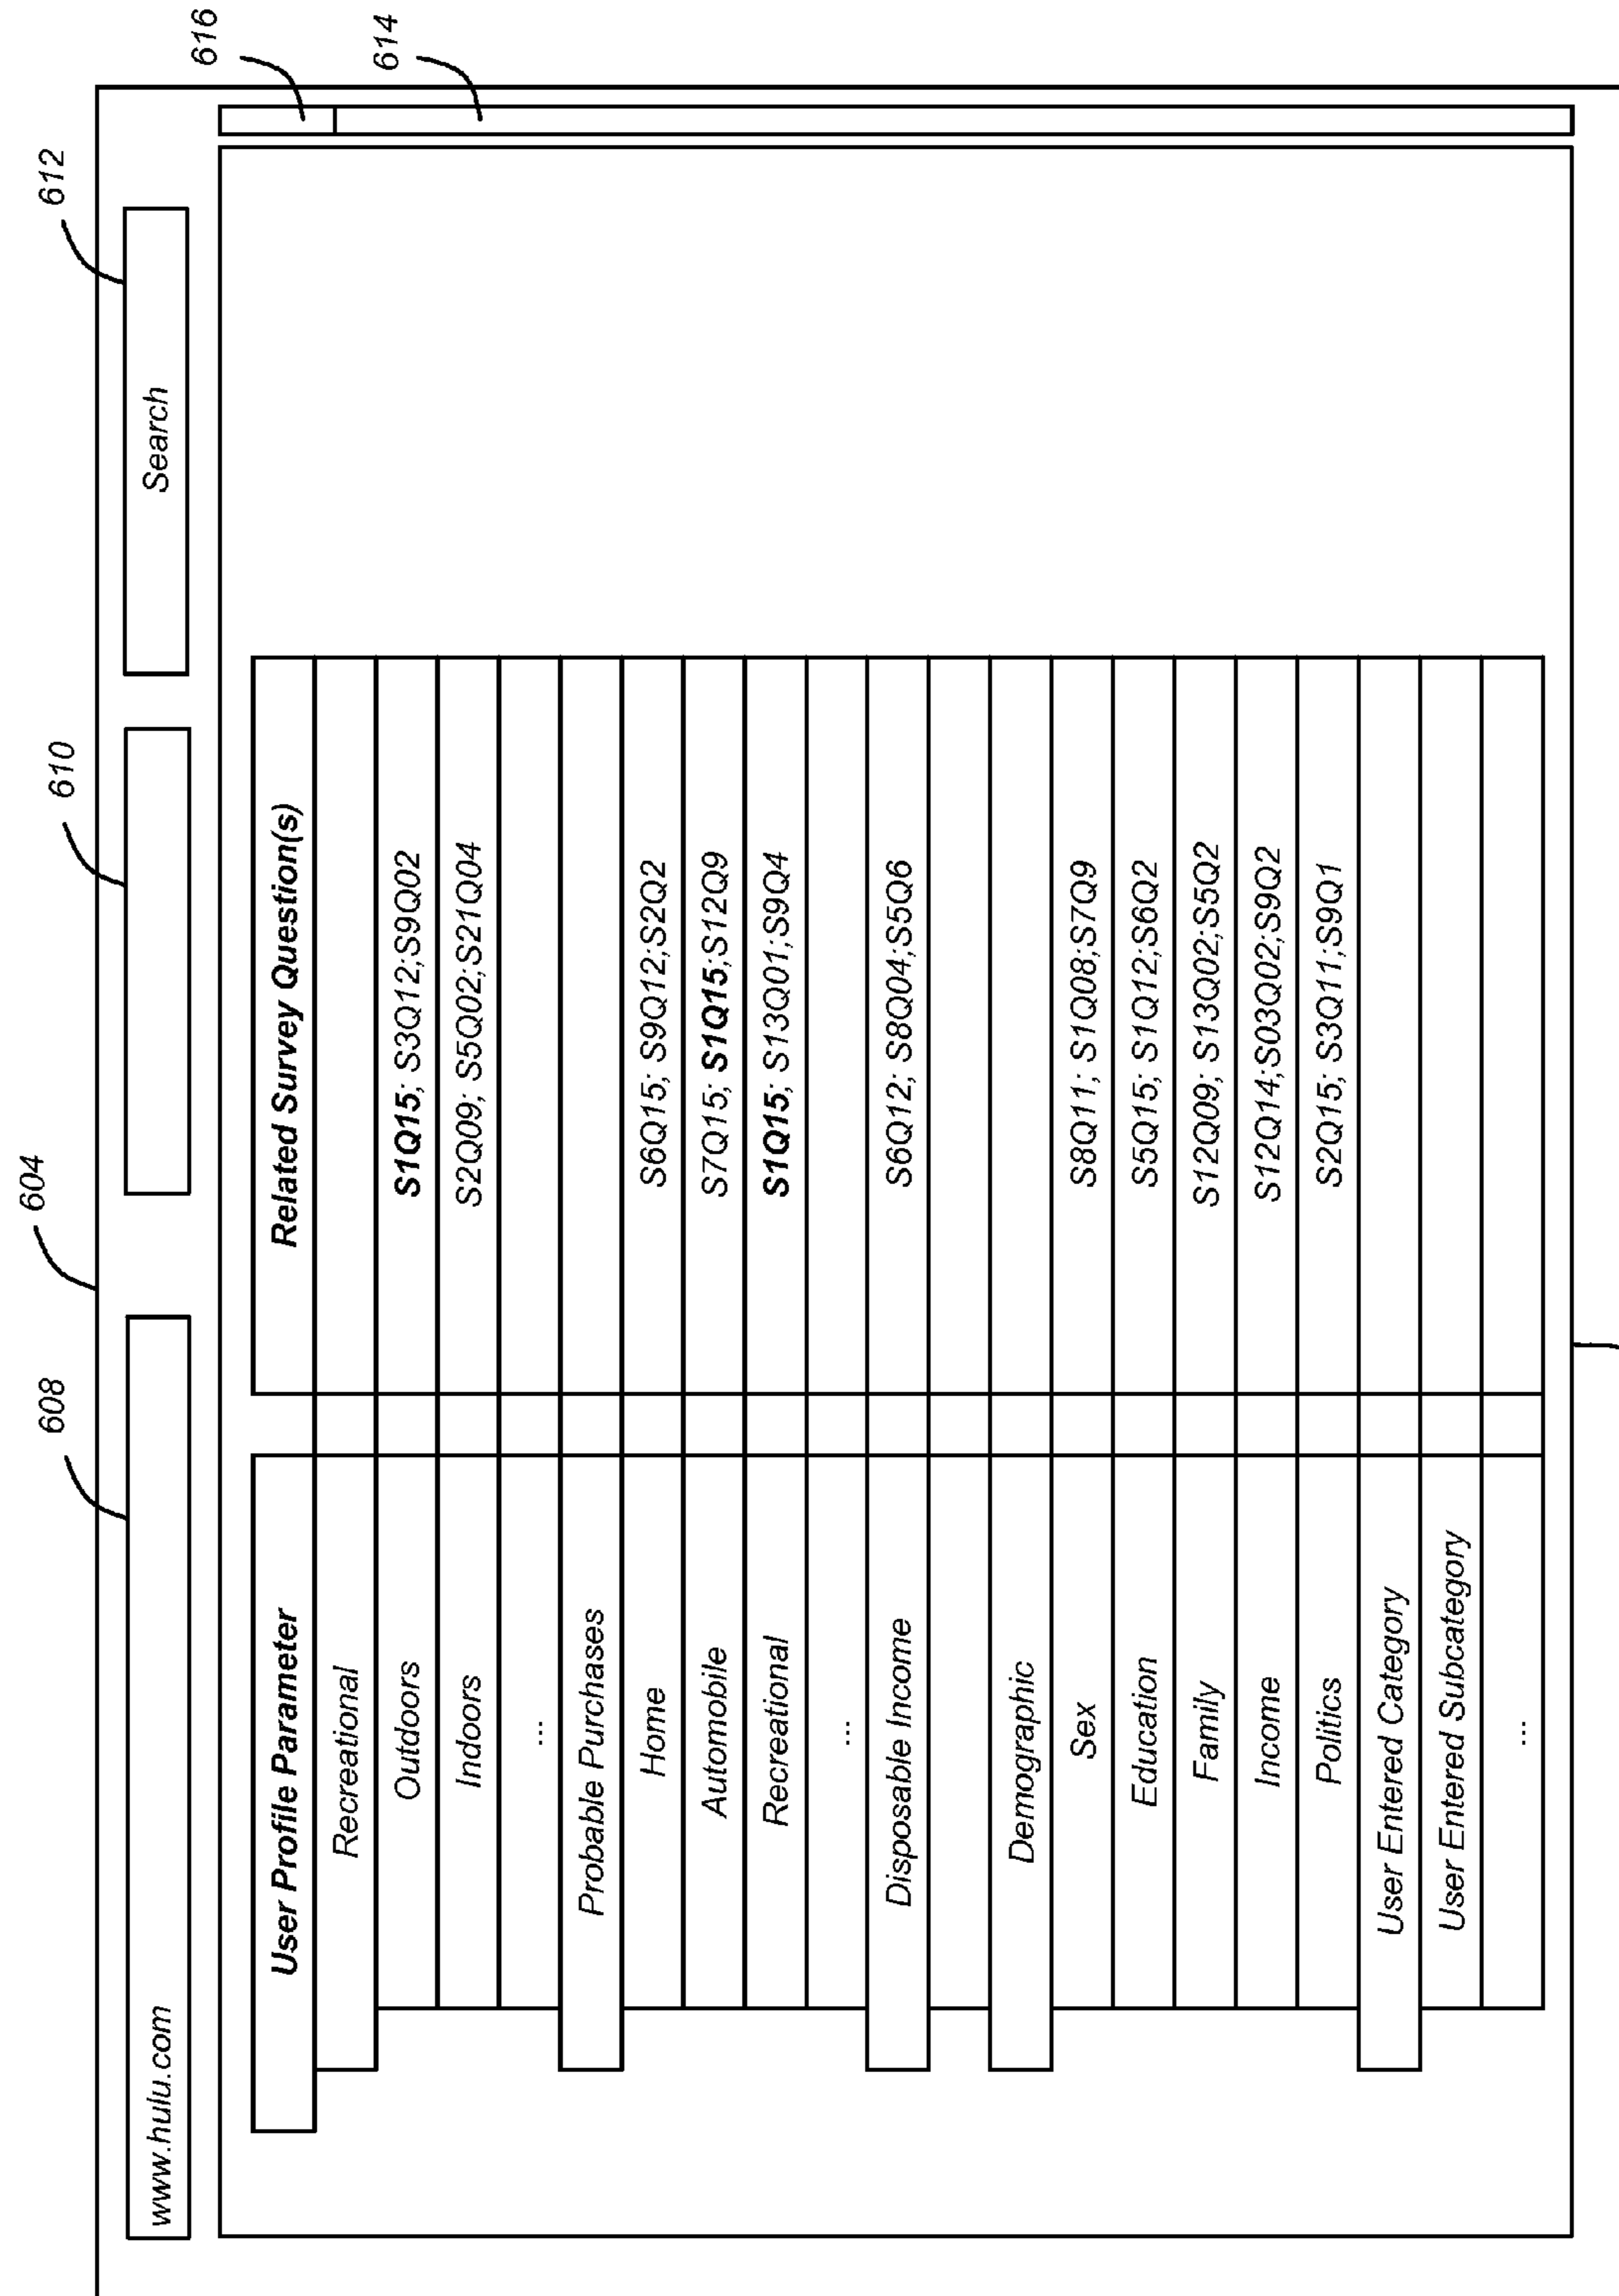 604
608
610
612
616
www.hulu.com
Search
614
User Profile Parameter Related Survey Question(s)
Recreational
Outdoors S1Q15; S3Q12;S9Q02
Indoors S2Q09; S5Q02;S21Q04
...
Probable Purchases
Home S6Q15; S9Q12;S2Q2
Automobile S7Q15; S1Q15;S12Q9
Recreational S1Q15; S13Q01;S9Q4
...
Disposable Income S6Q12; S8Q04;S5Q6
Demographic
Sex S8Q11; S1Q08;S7Q9
Education S5Q15; S1Q12;S6Q2
Family S12Q09; S13Q02;S5Q2
Income S12Q14;S03Q02;S9Q2
Politics S2Q15; S3Q11;S9Q1
User Entered Category
User Entered Subcategory
...